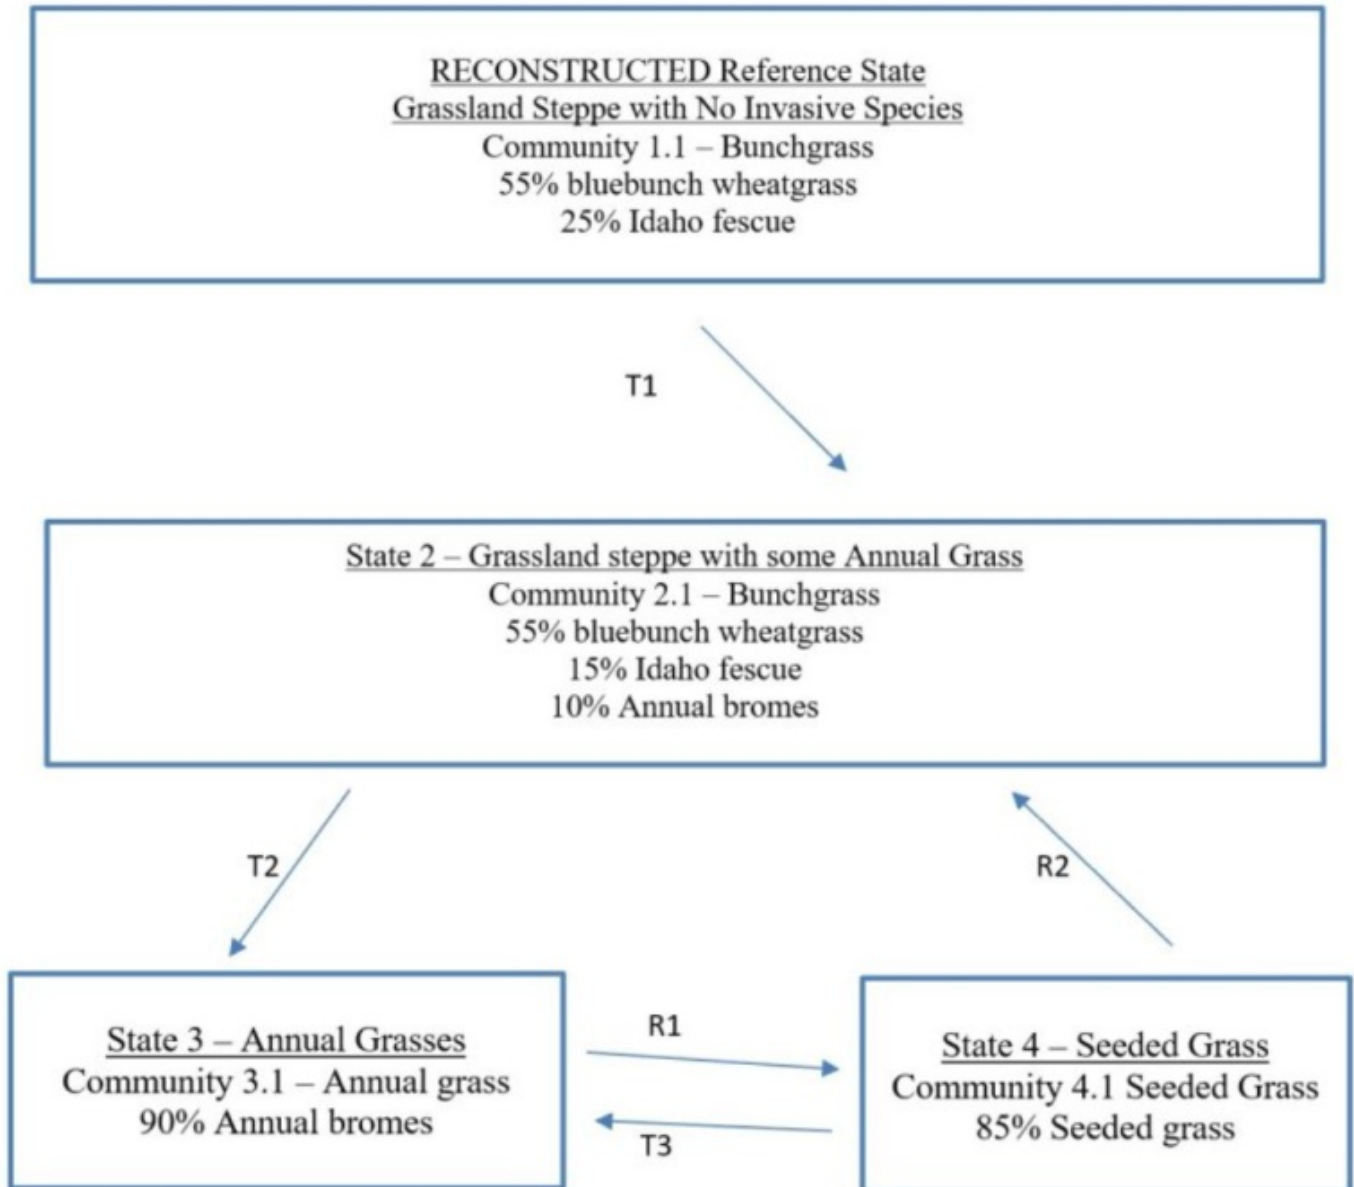 RECONSTRUCTED Reference State
Grassland Steppe with No Invasive Species
Community 1.1 – Bunchgrass
55% bluebunch wheatgrass
25% Idaho fescue
T1
State 2 – Grassland steppe with some Annual Grass
Community 2.1 – Bunchgrass
55% bluebunch wheatgrass
15% Idaho fescue
10% Annual bromes
T2
R2
State 3 – Annual Grasses
Community 3.1 – Annual grass
90% Annual bromes
R1
T3
State 4 – Seeded Grass
Community 4.1 Seeded Grass
85% Seeded grass